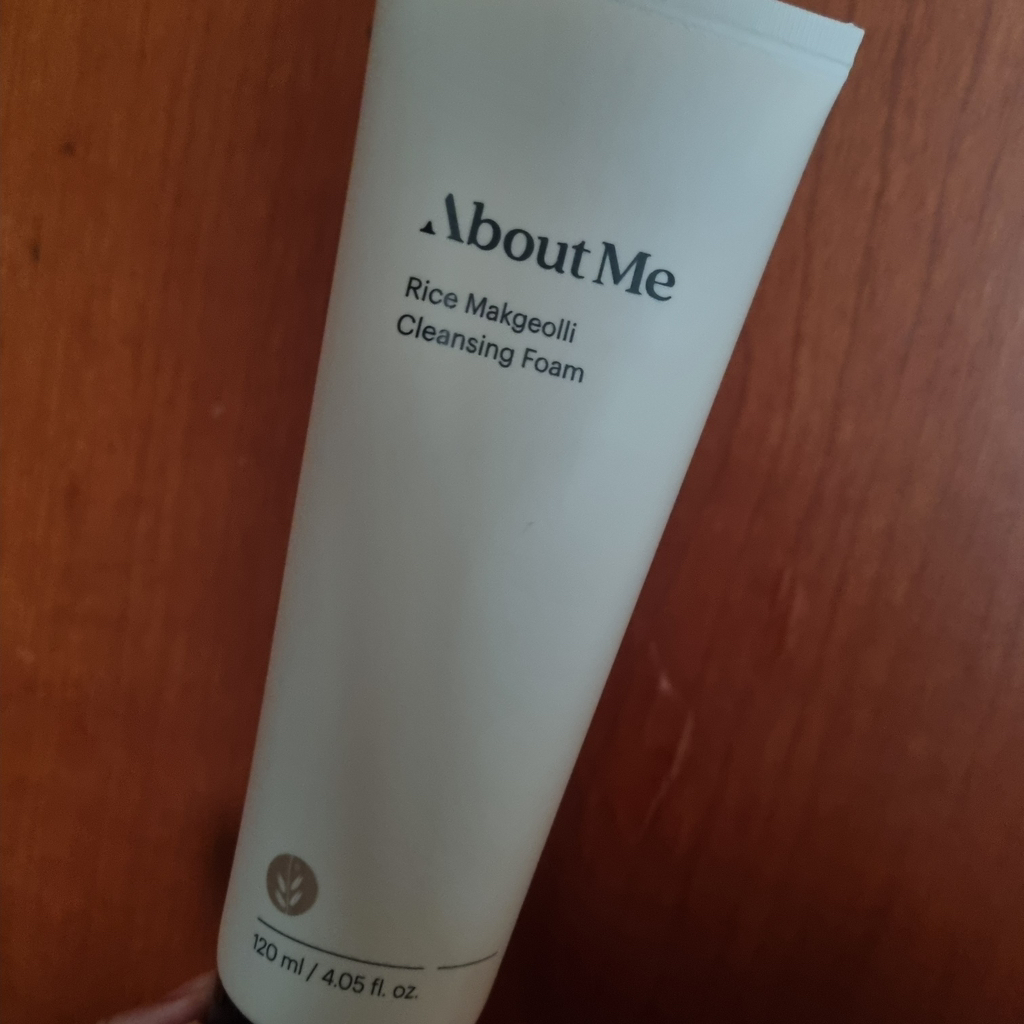 About Me
Rice Makgeolli
Cleansing Foam
120 ml / 4.05 fl. oz.